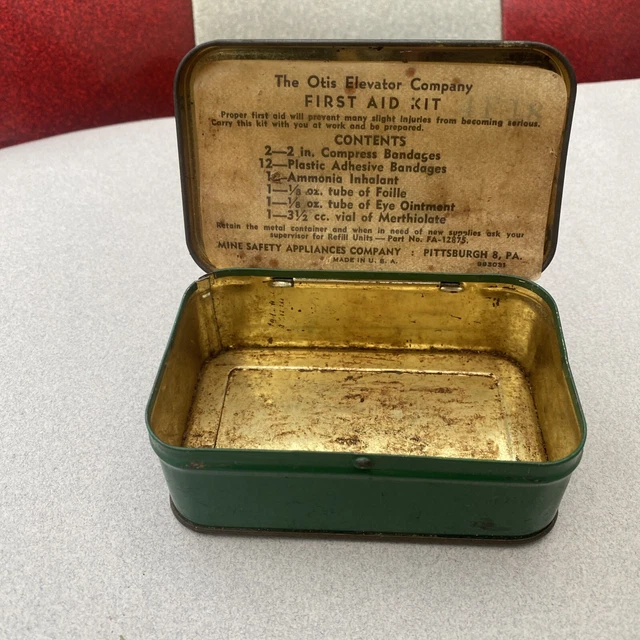 The Otis Elevator Company
FIRST AID KIT
Proper first aid will prevent many slight injuries from becoming serious.
Carry this kit with you at work and be prepared.
CONTENTS
2—2 in. Compress Bandages
12—Plastic Adhesive Bandages
Ammonia Inhalant
1—⅛ oz. tube of Foille
1—⅛ oz. tube of Eye Ointment
1—3½ cc. vial of Merthiolate
Retain the metal container and when in need of new supplies ask your
supervisor for Refill Units — Part No. FA-12875.
MINE SAFETY APPLIANCES COMPANY : PITTSBURGH 8, PA.
MADE IN U. S. A.